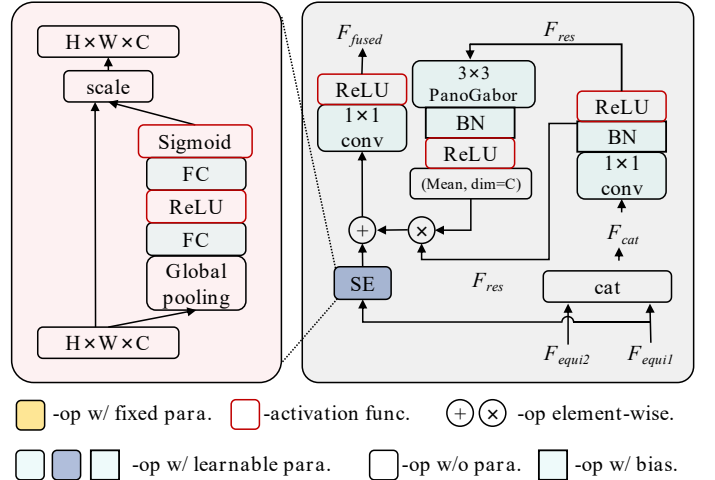 H×W×C
scale
Sigmoid
FC
ReLU
FC
Global
pooling
H×W×C
F_fused
ReLU
1×1
conv
+
×
SE
3×3
PanoGabor
BN
ReLU
(Mean, dim=C)
F_res
ReLU
BN
1×1
conv
F_cat
F_res
cat
F_equi2
F_equi1
-op w/ fixed para.
-activation func.
+ × -op element-wise.
-op w/ learnable para.
-op w/o para.
-op w/ bias.